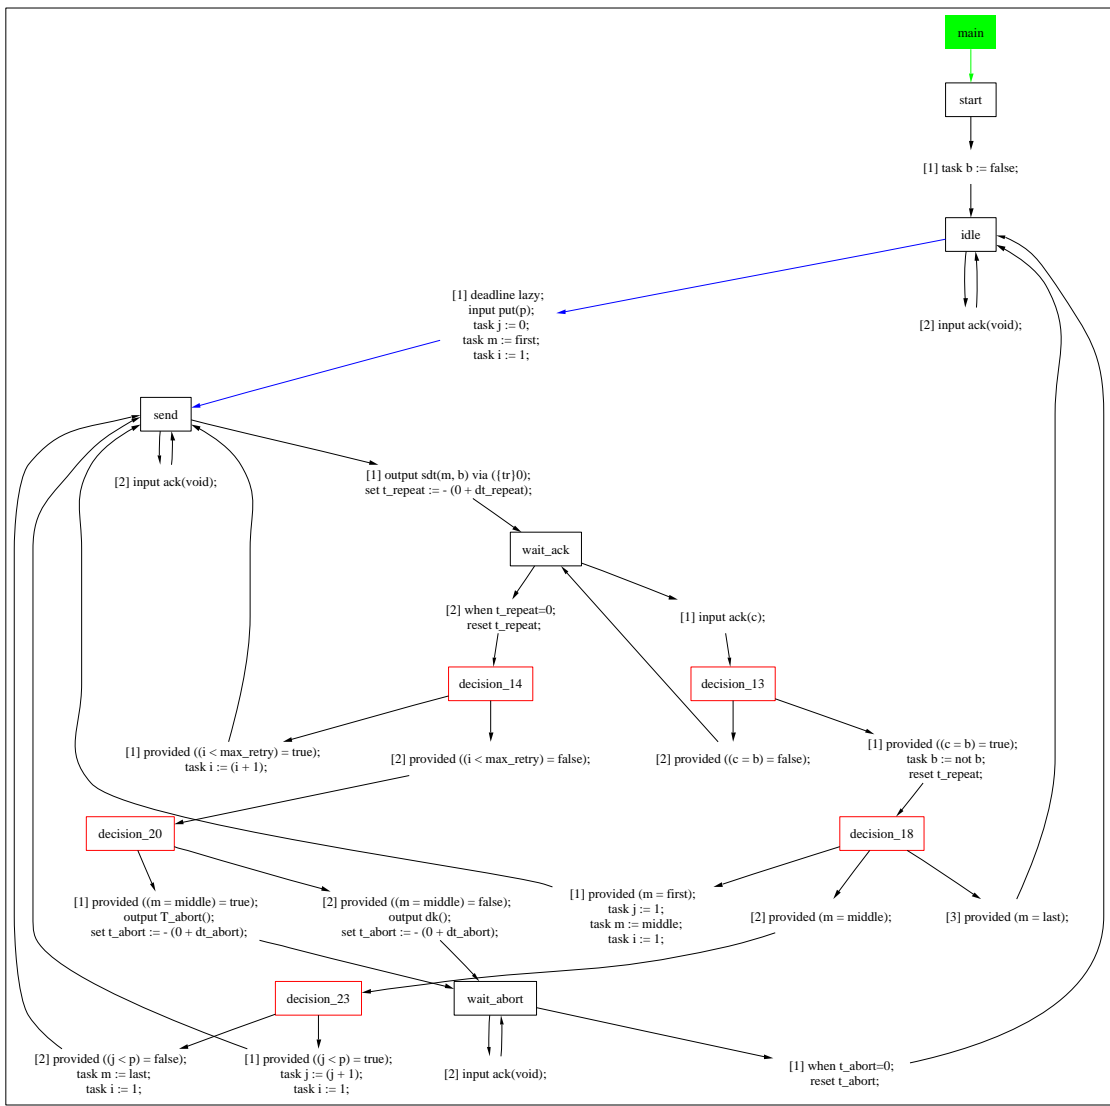 main
start
[1] task b := false;
idle
[1] deadline lazy;
input put(p);
task j := 0;
task m := first;
task i := 1;
[2] input ack(void);
send
[2] input ack(void);
[1] output sdt(m, b) via ({tr}0);
set t_repeat := - (0 + dt_repeat);
wait_ack
[2] when t_repeat=0;
reset t_repeat;
[1] input ack(c);
decision_14
decision_13
[1] provided ((i < max_retry) = true);
task i := (i + 1);
[2] provided ((i < max_retry) = false);
[2] provided ((c = b) = false);
[1] provided ((c = b) = true);
task b := not b;
reset t_repeat;
decision_20
decision_18
[1] provided ((m = middle) = true);
output T_abort();
set t_abort := - (0 + dt_abort);
[2] provided ((m = middle) = false);
output dk();
set t_abort := - (0 + dt_abort);
[1] provided (m = first);
task j := 1;
task m := middle;
task i := 1;
[2] provided (m = middle);
[3] provided (m = last);
decision_23
wait_abort
[2] provided ((j < p) = false);
task m := last;
task i := 1;
[1] provided ((j < p) = true);
task j := (j + 1);
task i := 1;
[2] input ack(void);
[1] when t_abort=0;
reset t_abort;